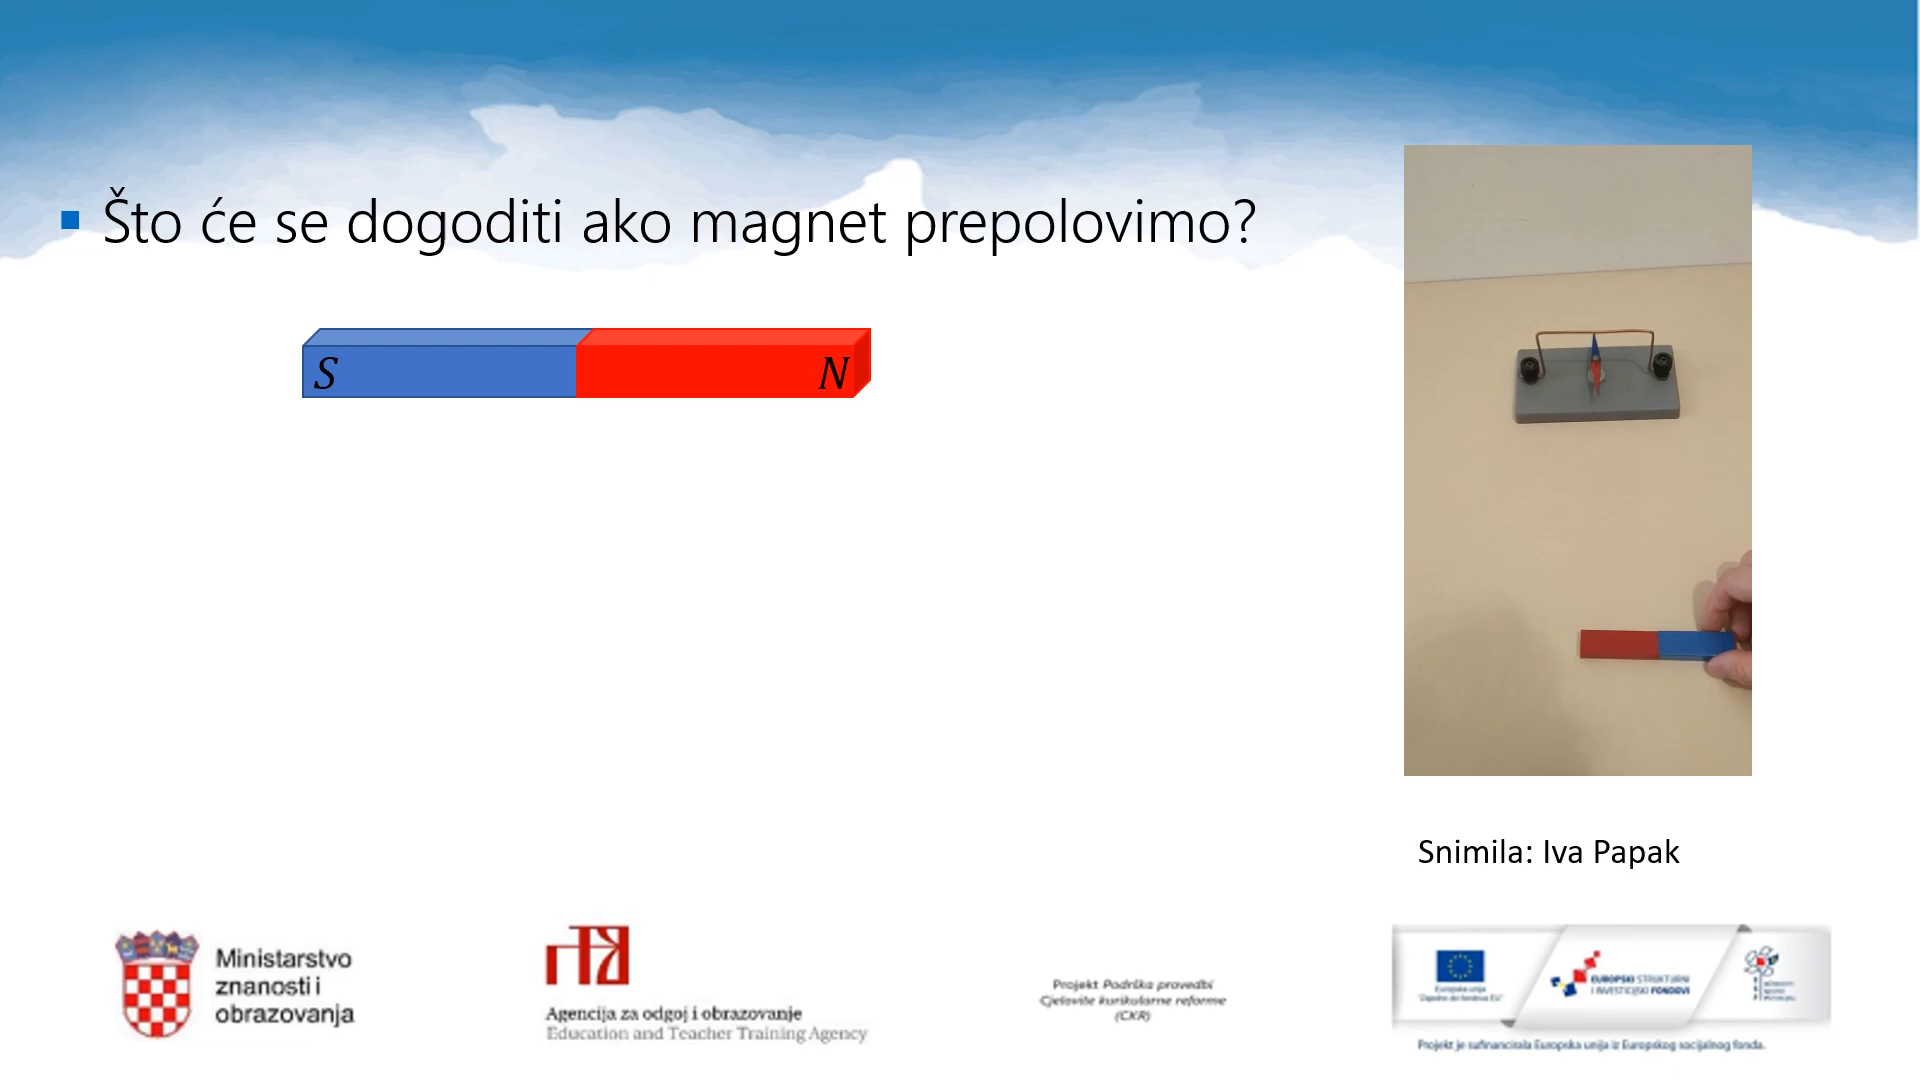 Što će se dogoditi ako magnet prepolovimo?
S
N
Snimila: Iva Papak
Ministarstvo
znanosti i
obrazovanja
Agencija za odgoj i obrazovanje
Education and Teacher Training Agency
Projekt Podrška provedbi
Cjelovite kurikularne reforme
(CKR)
Europska unija
EUROPSKI STRUKTURNI
I INVESTICIJSKI FONDOVI
Projekt je sufinancirala Europska unija iz Europskog socijalnog fonda.